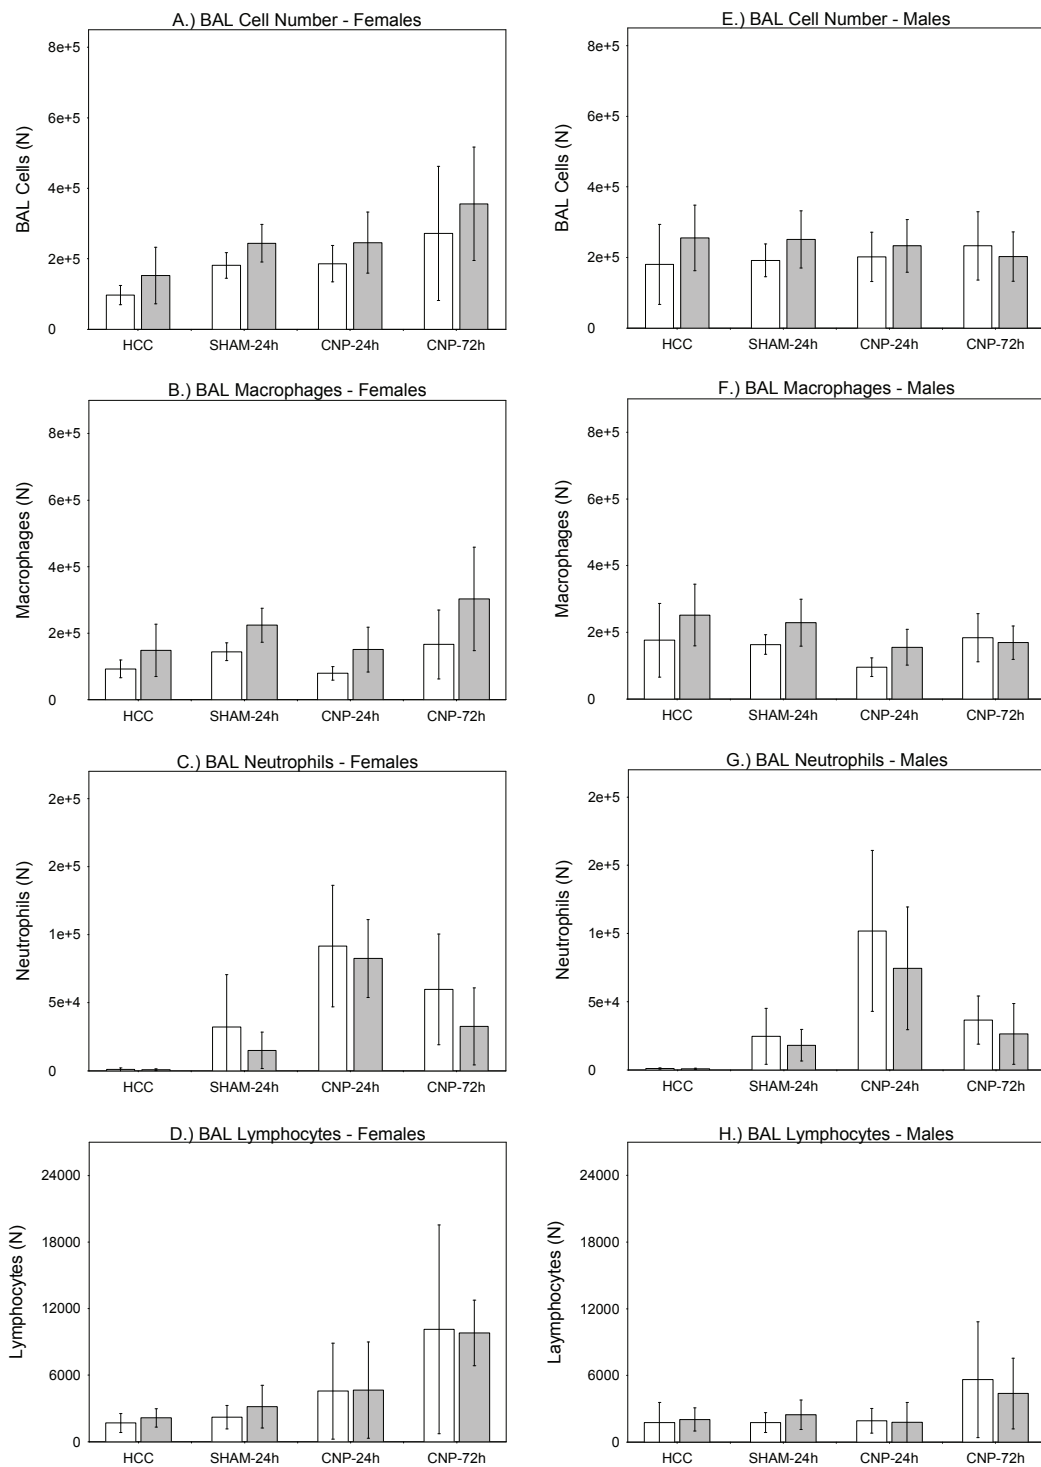 A.) BAL Cell Number - Females
BAL Cells (N)
8e+5
6e+5
4e+5
2e+5
0
HCC SHAM-24h CNP-24h CNP-72h
E.) BAL Cell Number - Males
BAL Cells (N)
8e+5
6e+5
4e+5
2e+5
0
HCC SHAM-24h CNP-24h CNP-72h
B.) BAL Macrophages - Females
Macrophages (N)
8e+5
6e+5
4e+5
2e+5
0
HCC SHAM-24h CNP-24h CNP-72h
F.) BAL Macrophages - Males
Macrophages (N)
8e+5
6e+5
4e+5
2e+5
0
HCC SHAM-24h CNP-24h CNP-72h
C.) BAL Neutrophils - Females
Neutrophils (N)
2e+5
2e+5
1e+5
5e+4
0
HCC SHAM-24h CNP-24h CNP-72h
G.) BAL Neutrophils - Males
Neutrophils (N)
2e+5
2e+5
1e+5
5e+4
0
HCC SHAM-24h CNP-24h CNP-72h
D.) BAL Lymphocytes - Females
Lymphocytes (N)
24000
18000
12000
6000
0
HCC SHAM-24h CNP-24h CNP-72h
H.) BAL Lymphocytes - Males
Laymphocytes (N)
24000
18000
12000
6000
0
HCC SHAM-24h CNP-24h CNP-72h